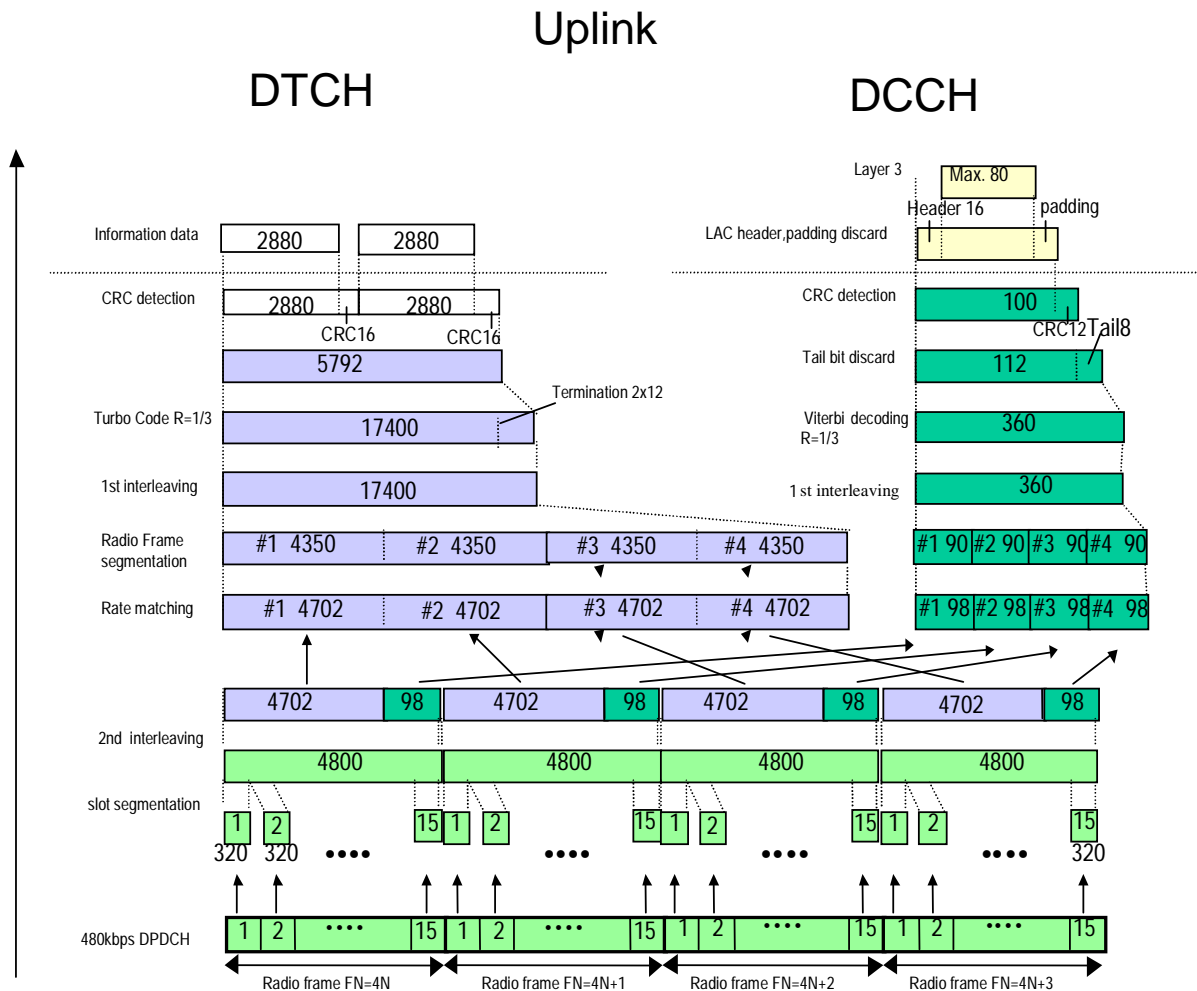 Uplink
DTCH
DCCH
Layer 3
Max. 80
Header 16
padding
Information data
2880
2880
LAC header,padding discard
CRC detection
2880
2880
CRC16
CRC16
CRC detection
100
CRC12
Tail8
5792
Tail bit discard
112
Termination 2x12
Turbo Code R=1/3
17400
Viterbi decoding
R=1/3
360
1st interleaving
17400
1st interleaving
360
Radio Frame
segmentation
#1 4350
#2 4350
#3 4350
#4 4350
#1 90
#2 90
#3 90
#4 90
Rate matching
#1 4702
#2 4702
#3 4702
#4 4702
#1 98
#2 98
#3 98
#4 98
4702
98
4702
98
4702
98
4702
98
2nd interleaving
4800
4800
4800
4800
slot segmentation
1
2
15
1
2
15
1
2
15
1
2
15
320
320
••••
••••
••••
••••
320
480kbps DPDCH
1
2
••••
15
1
2
••••
15
1
2
••••
15
1
2
••••
15
Radio frame FN=4N
Radio frame FN=4N+1
Radio frame FN=4N+2
Radio frame FN=4N+3